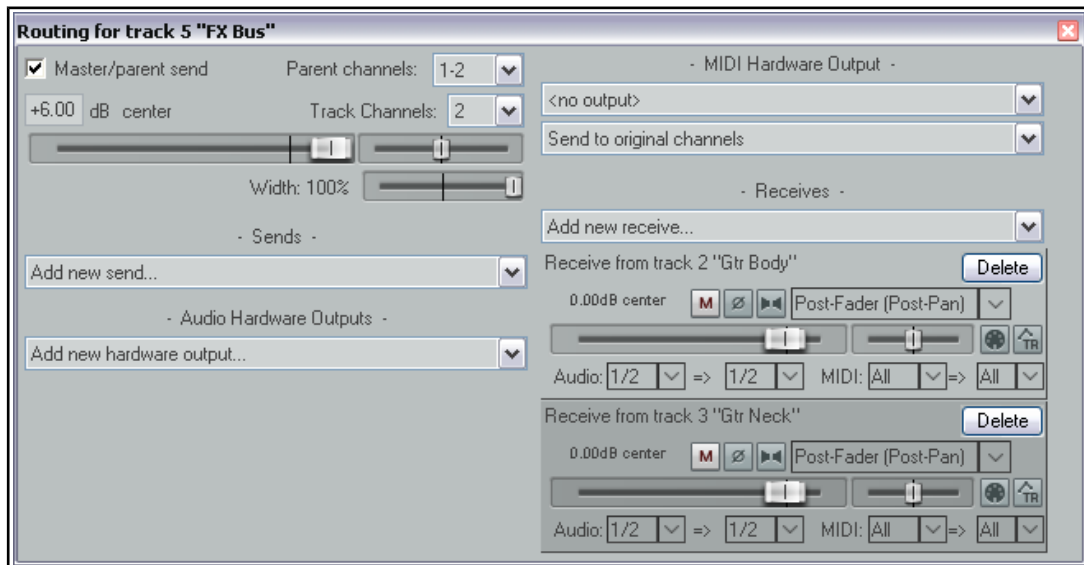 Routing for track 5 "FX Bus"
Master/parent send Parent channels: 1-2
+6.00 dB center Track Channels: 2
Width: 100%
- Sends -
Add new send...
- Audio Hardware Outputs -
Add new hardware output...
- MIDI Hardware Output -
<no output>
Send to original channels
- Receives -
Add new receive...
Receive from track 2 "Gtr Body" Delete
0.00dB center M Ø Post-Fader (Post-Pan)
TR
Audio: 1/2 => 1/2 MIDI: All => All
Receive from track 3 "Gtr Neck" Delete
0.00dB center M Ø Post-Fader (Post-Pan)
TR
Audio: 1/2 => 1/2 MIDI: All => All